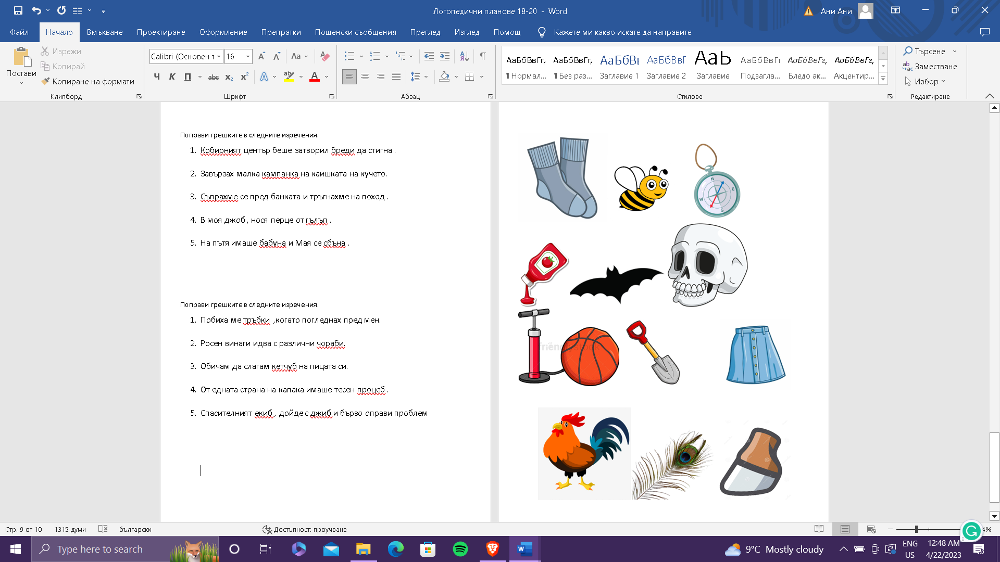 Логопедични планове 18-20 - Word
Ани Ани
Файл
Начало
Вмъкване
Проектиране
Оформление
Препратки
Пощенски съобщения
Преглед
Изглед
Помощ
Кажете ми какво искате да направите
Постави
Изрежи
Копирай
Копиране на формати
Клипборд
Calibri (Основен т
16
Шрифт
Абзац
АаБбВвГг,
АаБбВвГг,
АаБбВв
АаБбВвГ
АаЬ
АаБбВвГг
АаБбВвГг,
АаБбВвГг,
¶ Нормал...
¶ Без раз...
Заглавие 1
Заглавие 2
Заглавие
Подзагла...
Бледо ак...
Акцентир...
Стилове
Търсене
Заместване
Избор
Редактиране
Поправи грешките в следните изречения.
1. Кобирният център беше затворил бреди да стигна .
2. Завързах малка кампанка на каишката на кучето.
3. Съпрахме се пред банката и тръгнахме на поход .
4. В моя джоб , нося перце от гълъп .
5. На пътя имаше бабуна и Мая се сбъна .
Поправи грешките в следните изречения.
1. Побиха ме тръбки ,когато погледнах пред мен.
2. Росен винаги идва с различни чораби.
3. Обичам да слагам кетчуб на пицата си.
4. От едната страна на капака имаше тесен процеб .
5. Спасителният екиб , дойде с джиб и бързо оправи проблем
N
E
S
W
Стр. 9 от 10
1315 думи
български
Достъпност: проучване
4%
Type here to search
9°C Mostly cloudy
ENG
US
12:48 AM
4/22/2023